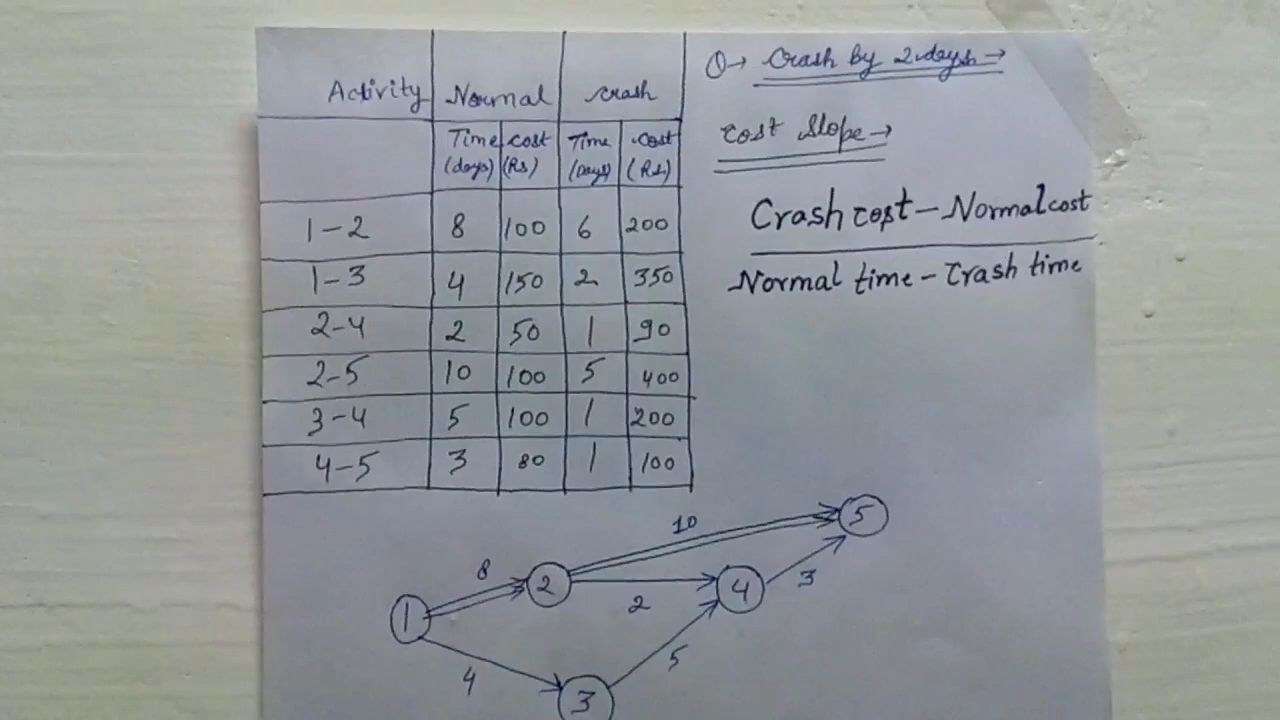 Activity Normal Crash
Time Cost Time Cost
(days) (Rs) (Days) (Rs.)
1-2 8 100 6 200
1-3 4 150 2 350
2-4 2 50 1 90
2-5 10 100 5 400
3-4 5 100 1 200
4-5 3 80 1 100
Q→ Crash by 2 days→
Cost Slope→
Crash cost - Normal cost
Normal time - Crash time
10
5
8
2
4
3
1
2
4
5
3